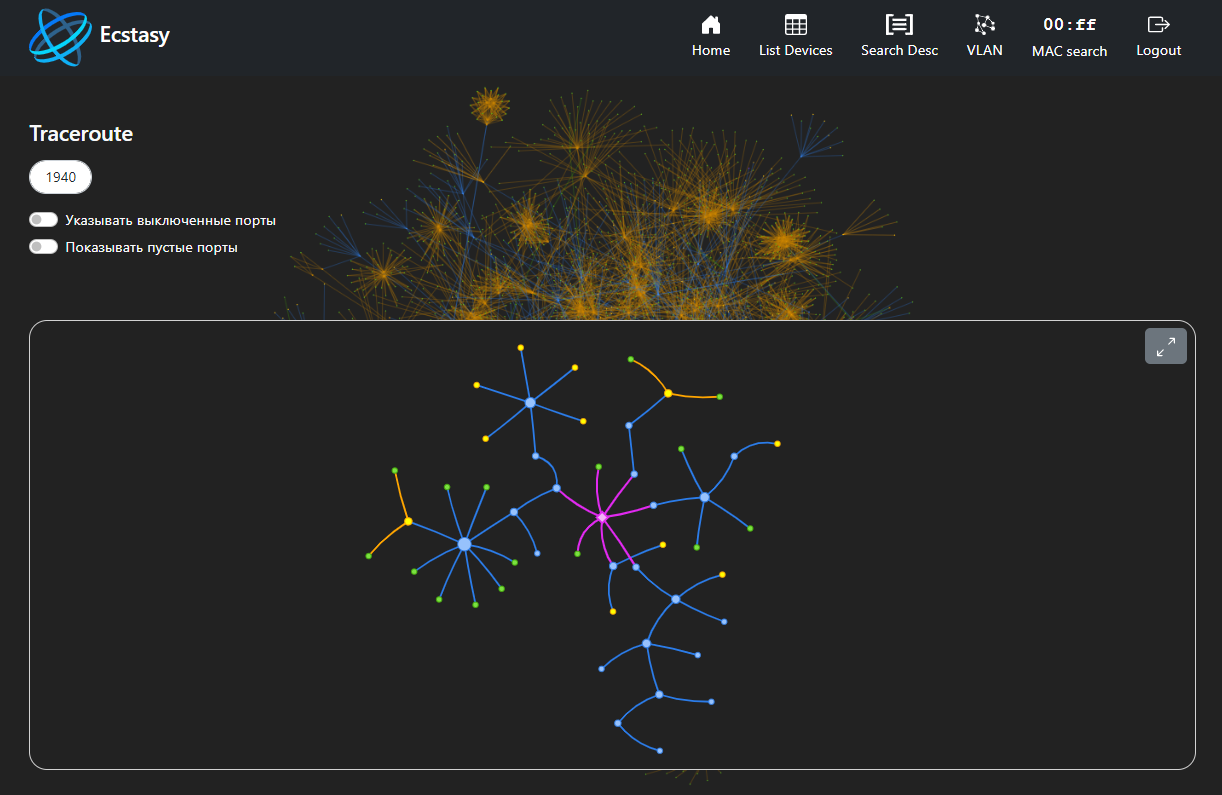 Ecstasy
Home
List Devices
Search Desc
VLAN
00:ff
MAC search
Logout
Traceroute
1940
Указывать выключенные порты
Показывать пустые порты